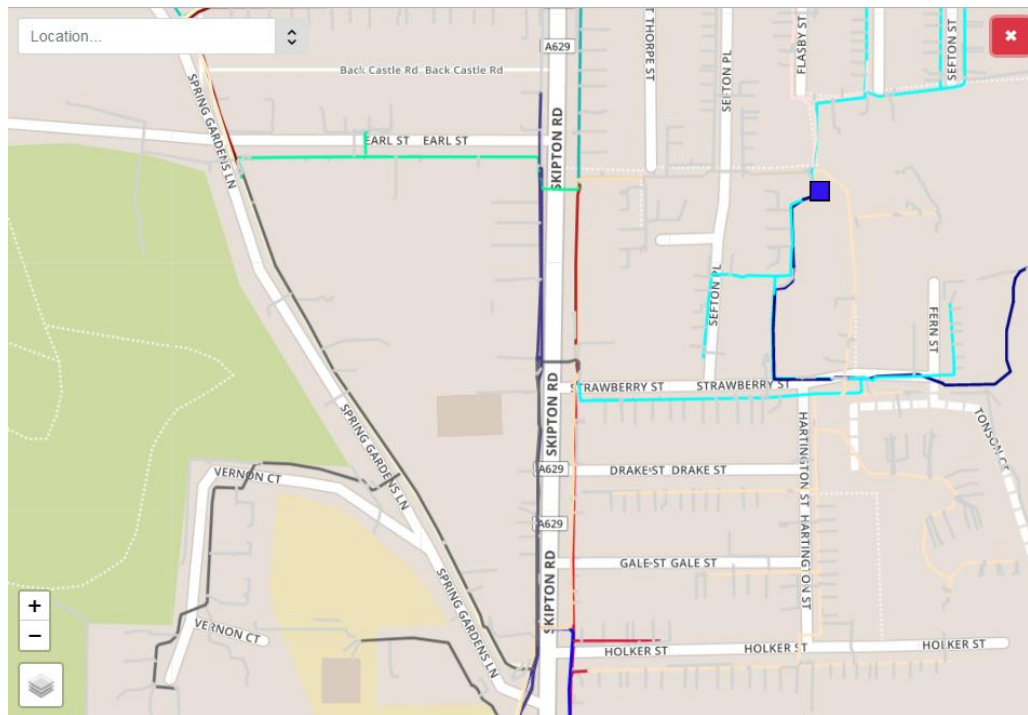 Location...
A629
T THORPE ST
FLASBY ST
SEFTON ST
SEFTON PL
Back Castle Rd Back Castle Rd
SPRING GARDENS LN
EARL ST EARL ST
SKIPTON RD
SEFTON PL
FERN ST
SKIPTON RD
STRAWBERRY ST STRAWBERRY ST
SPRING GARDENS LN
HARTINGTON ST HARTINGTON ST
TONSON CT
VERNON CT
A629
DRAKE ST DRAKE ST
A629
SKIPTON RD
GALE ST GALE ST
SPRING GARDENS LN
+
−
VERNON CT
HOLKER ST HOLKER ST HOLKER ST